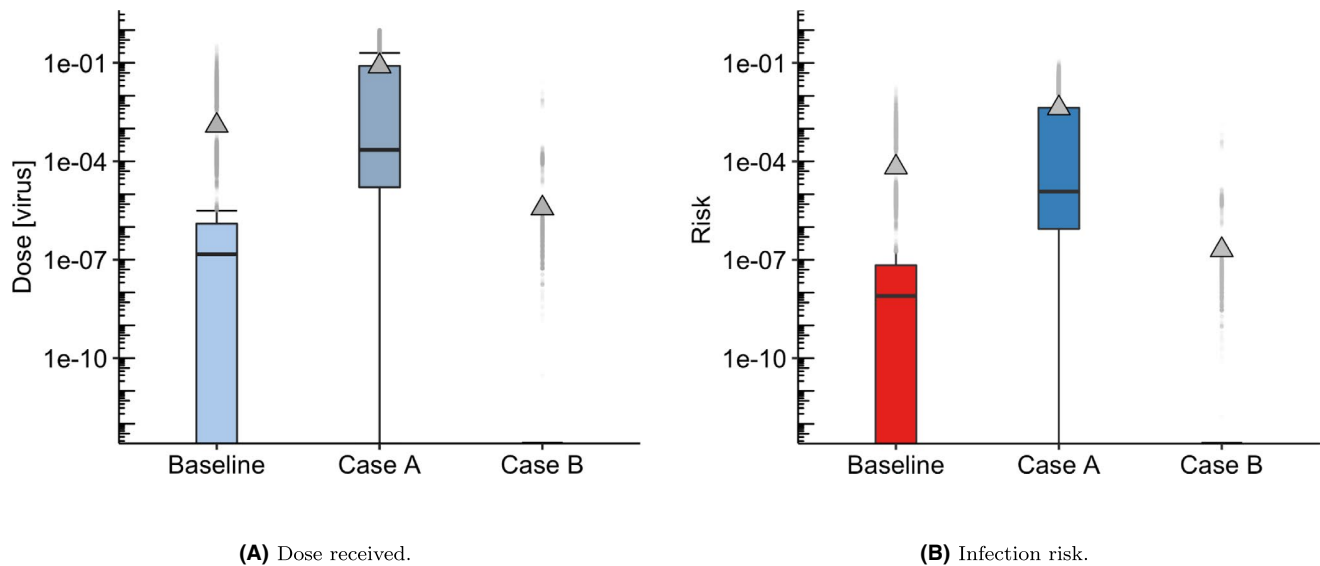 Dose [virus]
1e-01
1e-04
1e-07
1e-10
Baseline Case A Case B
(A) Dose received.
Risk
1e-01
1e-04
1e-07
1e-10
Baseline Case A Case B
(B) Infection risk.